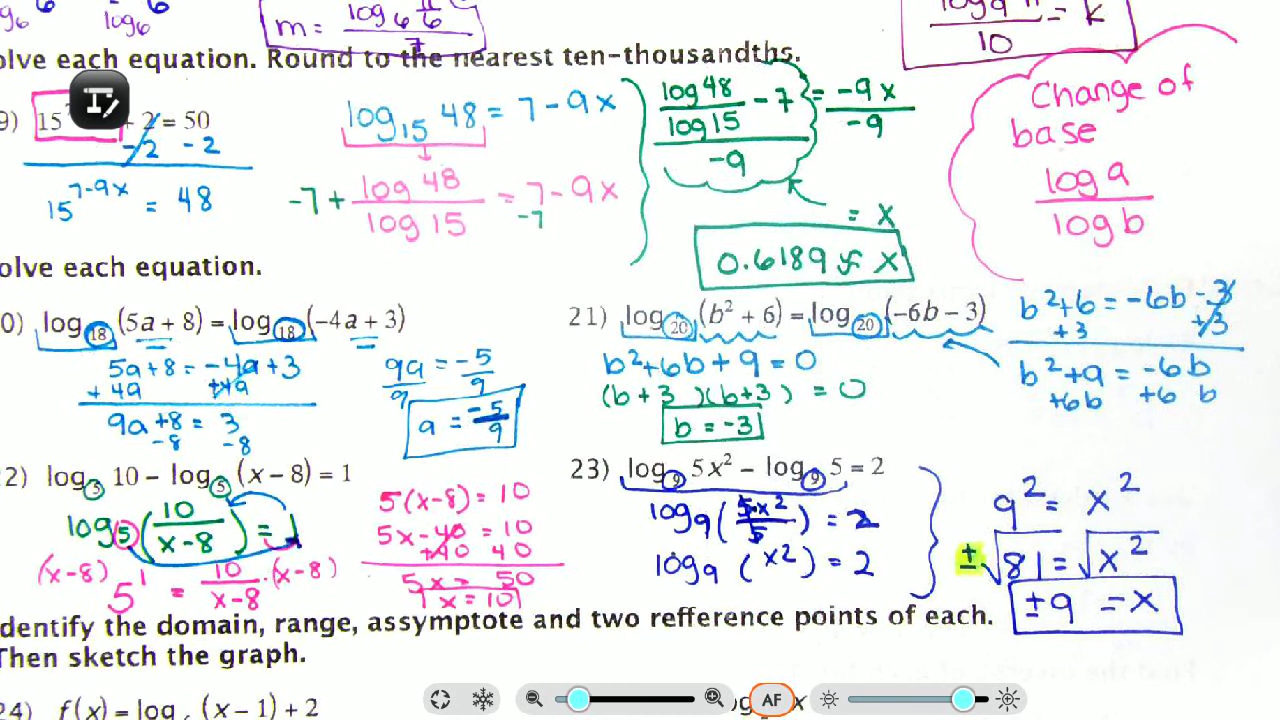 m = log₆ 6 / 7
log 9 / 10 = k
olve each equation. Round to the nearest ten-thousandths.
9) 15 + 2 = 50
-2 -2
15^(7-9x) = 48
log₁₅ 48 = 7 - 9x
-7 + log 48 / log 15 = 7 - 9x
-7
log 48 / log 15 - 7 = -9x
-9 -9
= x
0.6189 ≈ x
Change of
base
log a
log b
olve each equation.
0) log₁₈ (5a + 8) = log₁₈ (-4a + 3)
5a + 8 = -4a + 3
+4a +4a
9a + 8 = 3
-8 -8
9a = -5
9 9
a = -5/9
21) log₂₀ (b² + 6) = log₂₀ (-6b - 3)
b² + 6b + 9 = 0
(b + 3)(b + 3) = 0
b = -3
b² + 6 = -6b - 3
+3 +3
b² + 9 = -6b
+6b +6b
2) log₅ 10 - log₅ (x - 8) = 1
log₅ (10 / x-8) = 1
(x-8) 5¹ = 10 / x-8 · (x-8)
5(x-8) = 10
5x - 40 = 10
+40 40
5x = 50
x = 10
23) log₉ 5x² - log₉ 5 = 2
log₉ (5·x² / 5) = 2
log₉ (x²) = 2
9² = x²
± √81 = √x²
±9 = x
dentify the domain, range, assymptote and two refference points of each.
Then sketch the graph.
24) f(x) = log (x - 1) + 2
AF